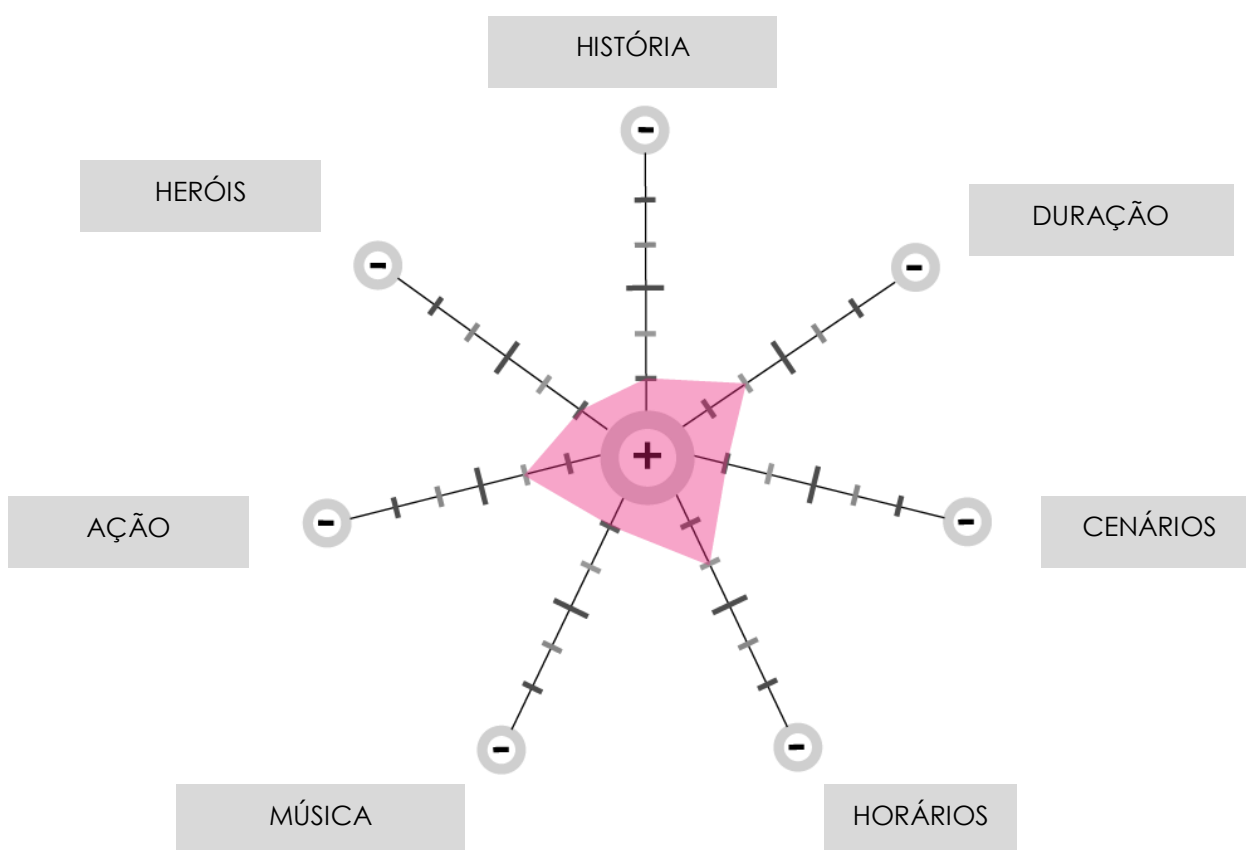 HISTÓRIA
HERÓIS
DURAÇÃO
AÇÃO
CENÁRIOS
MÚSICA
HORÁRIOS
-
-
-
-
-
-
-
+